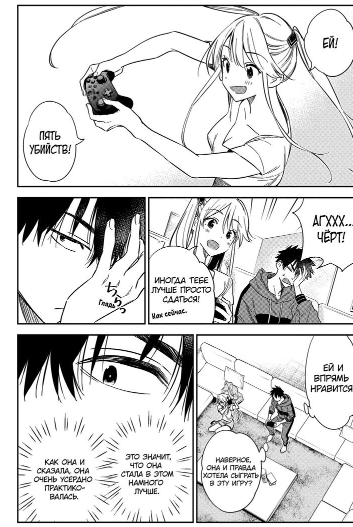 ЕЙ!
ПЯТЬ
УБИЙСТВ!
АГХХХ...
ЧЁРТ!
ИНОГДА ТЕБЕ
ЛУЧШЕ ПРОСТО
СДАТЬСЯ!
Как сейчас.
Глядь
ЕЙ И
ВПРЯМЬ
НРАВИТСЯ
НАВЕРНОЕ,
ОНА И ПРАВДА
ХОТЕЛА СЫГРАТЬ
В ЭТУ ИГРУ?
ЭТО ЗНАЧИТ,
ЧТО ОНА
СТАЛА В ЭТОМ
НАМНОГО
ЛУЧШЕ.
КАК ОНА И
СКАЗАЛА, ОНА
ОЧЕНЬ УСЕРДНО
ПРАКТИКО-
ВАЛАСЬ.